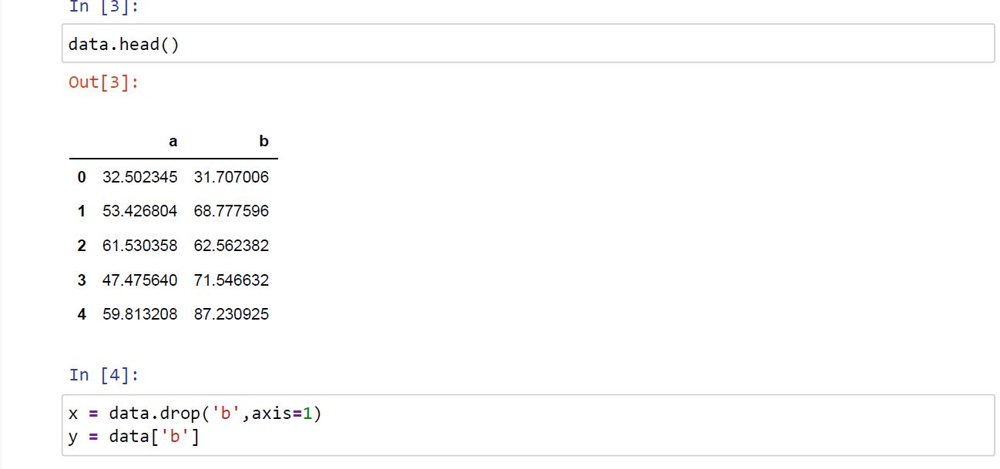 In [3]:
data.head()
Out[3]:
a b
0 32.502345 31.707006
1 53.426804 68.777596
2 61.530358 62.562382
3 47.475640 71.546632
4 59.813208 87.230925
In [4]:
x = data.drop('b',axis=1)
y = data['b']